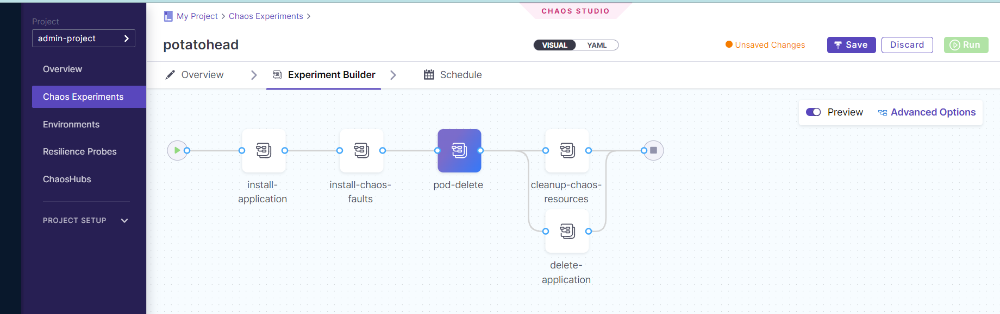 CHAOS STUDIO
Project
admin-project
Overview
Chaos Experiments
Environments
Resilience Probes
ChaosHubs
PROJECT SETUP
My Project > Chaos Experiments >
potatohead
VISUAL YAML
Unsaved Changes
Save
Discard
Run
Overview
Experiment Builder
Schedule
Preview
Advanced Options
install-
application
install-chaos-
faults
pod-delete
cleanup-chaos-
resources
delete-
application